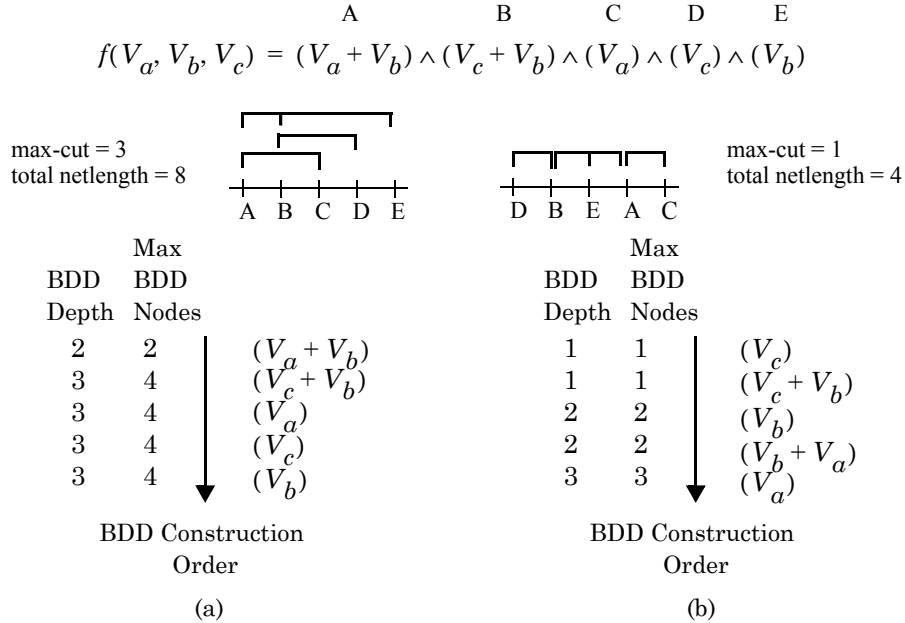 A B C D E
f(V_a, V_b, V_c) = (V_a + V_b) ∧ (V_c + V_b) ∧ (V_a) ∧ (V_c) ∧ (V_b)
max-cut = 3
total netlength = 8
A B C D E
max-cut = 1
total netlength = 4
D B E A C
BDD Depth
Max BDD Nodes
2 2 (V_a + V_b)
3 4 (V_c + V_b)
3 4 (V_a)
3 4 (V_c)
3 4 (V_b)
BDD Construction
Order
(a)
BDD Depth
Max BDD Nodes
1 1 (V_c)
1 1 (V_c + V_b)
2 2 (V_b)
2 2 (V_b + V_a)
3 3 (V_a)
BDD Construction
Order
(b)